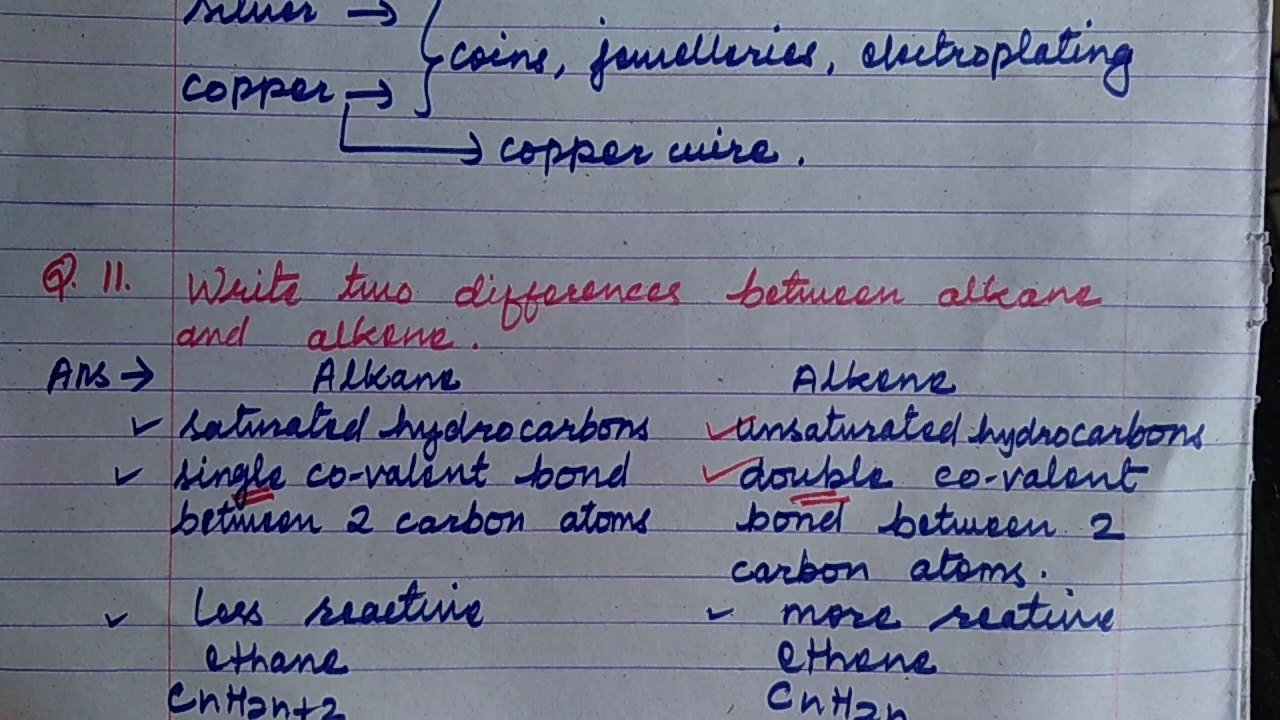 silver →
coins, jewelleries, electroplating
copper →
→ copper wire.
Q. 11. Write two differences between alkane
and alkene.
Ans → Alkane Alkene
✓ saturated hydrocarbons ✓ unsaturated hydrocarbons
✓ single co-valent bond ✓ double co-valent
between 2 carbon atoms bond between 2
carbon atoms.
✓ Less reactive ✓ more reative
ethane Ethene
CnH2n+2 CnH2n